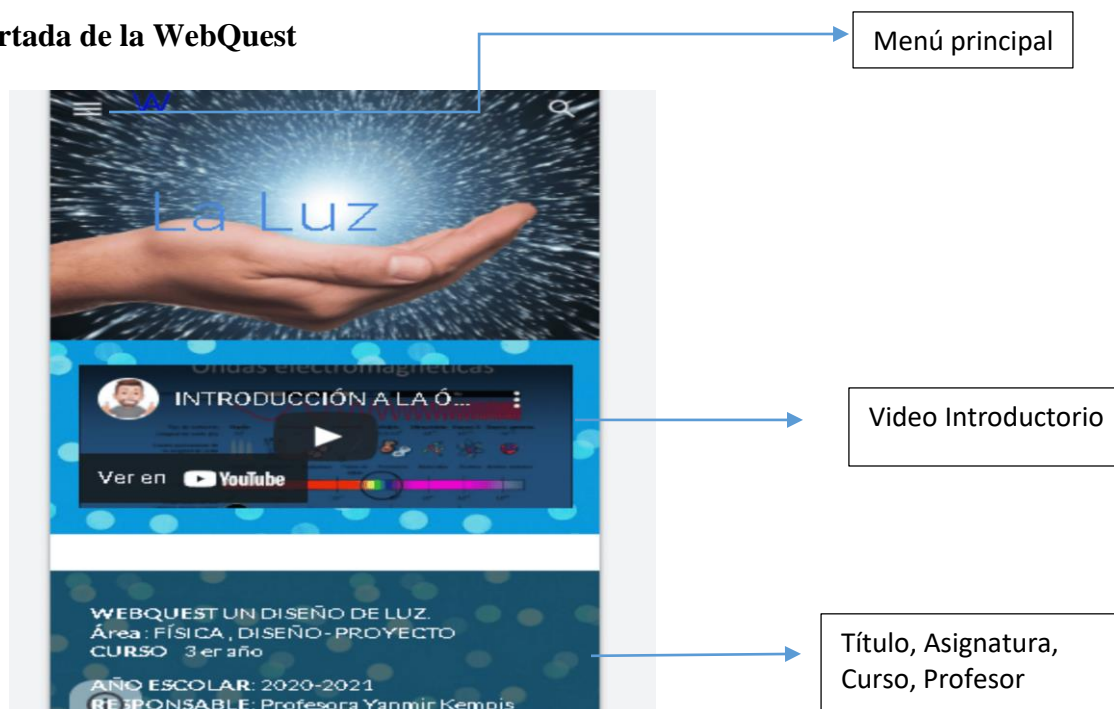 rtada de la WebQuest
Menú principal
W
La Luz
Ondas electromagnéticas
INTRODUCCIÓN A LA Ó...
Ver en YouTube
Video Introductorio
WEBQUEST UN DISEÑO DE LUZ.
Área: FÍSICA, DISEÑO-PROYECTO
CURSO 3er año
AÑO ESCOLAR: 2020-2021
RESPONSABLE: Profesora Yanmir Kempis
Título, Asignatura,
Curso, Profesor